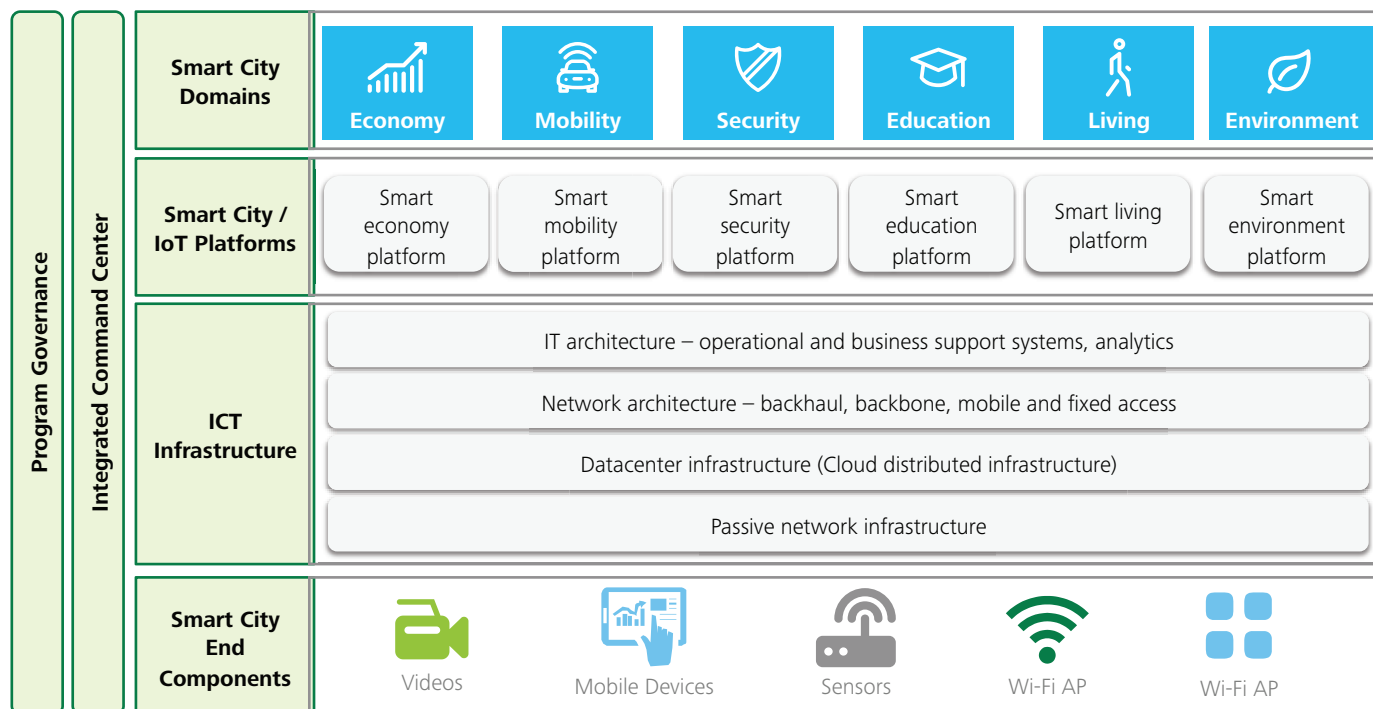 Program Governance
Integrated Command Center
Smart City
Domains
Economy
Mobility
Security
Education
Living
Environment
Smart City /
IoT Platforms
Smart
economy
platform
Smart
mobility
platform
Smart
security
platform
Smart
education
platform
Smart living
platform
Smart
environment
platform
ICT
Infrastructure
IT architecture – operational and business support systems, analytics
Network architecture – backhaul, backbone, mobile and fixed access
Datacenter infrastructure (Cloud distributed infrastructure)
Passive network infrastructure
Smart City
End
Components
Videos
Mobile Devices
Sensors
Wi-Fi AP
Wi-Fi AP